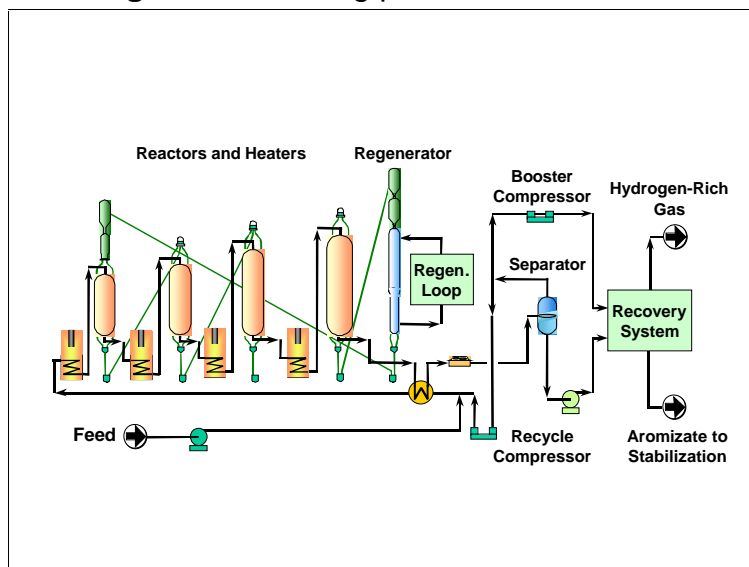 Reactors and Heaters
Regenerator
Booster
Compressor
Hydrogen-Rich
Gas
Regen.
Loop
Separator
Recovery
System
Feed
Recycle
Compressor
Aromizate to
Stabilization